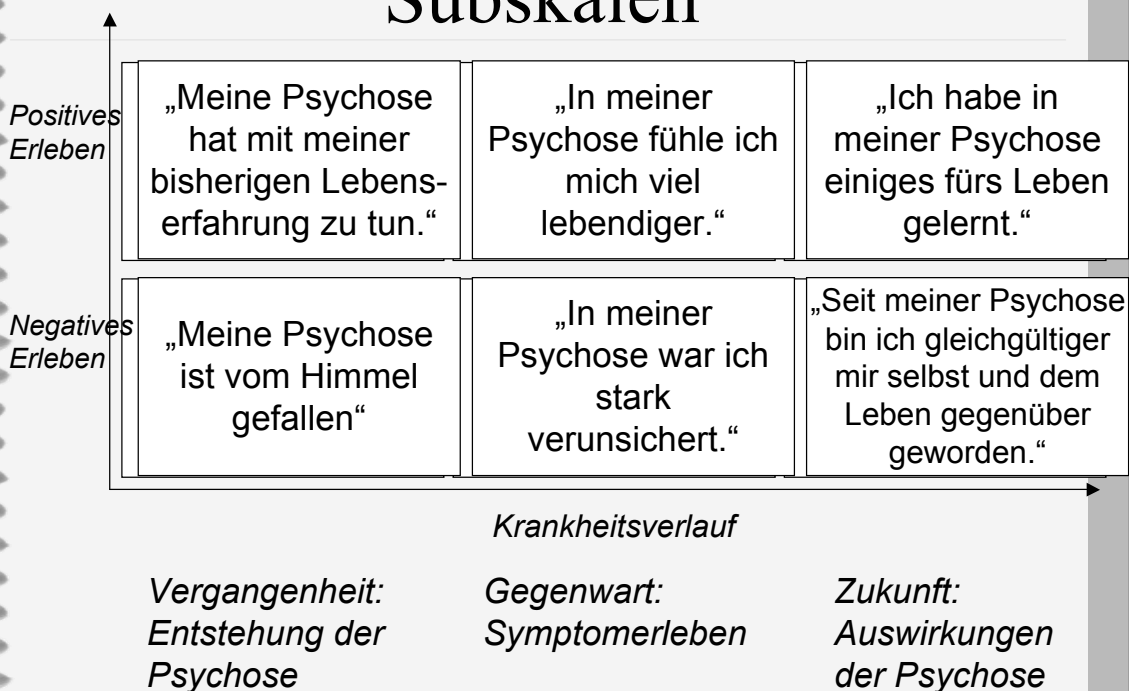 Subskalen
Positives
Erleben
„Meine Psychose
hat mit meiner
bisherigen Lebens-
erfahrung zu tun.“
„In meiner
Psychose fühle ich
mich viel
lebendiger.“
„Ich habe in
meiner Psychose
einiges fürs Leben
gelernt.“
Negatives
Erleben
„Meine Psychose
ist vom Himmel
gefallen“
„In meiner
Psychose war ich
stark
verunsichert.“
„Seit meiner Psychose
bin ich gleichgültiger
mir selbst und dem
Leben gegenüber
geworden.“
Krankheitsverlauf
Vergangenheit:
Entstehung der
Psychose
Gegenwart:
Symptomerleben
Zukunft:
Auswirkungen
der Psychose